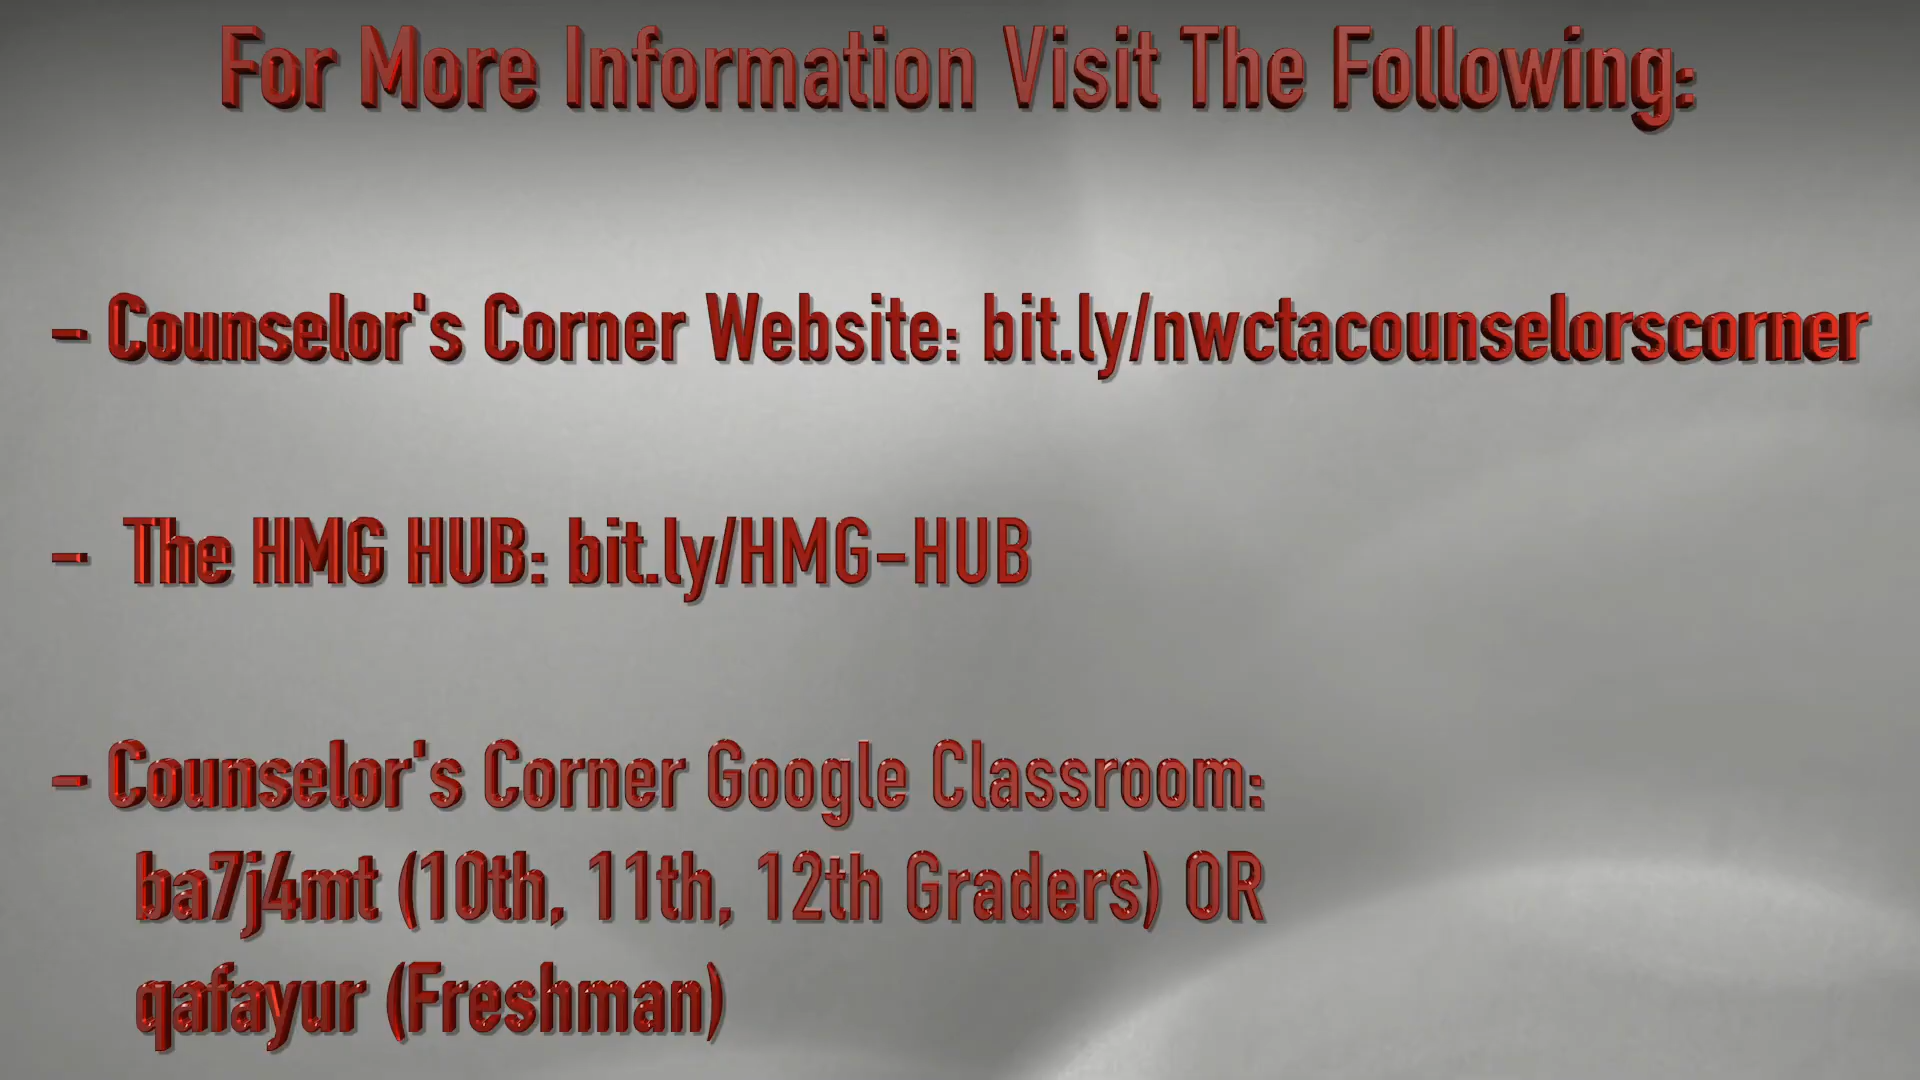 For More Information Visit The Following:
- Counselor's Corner Website: bit.ly/nwctacounselorscorner
- The HMG HUB: bit.ly/HMG-HUB
- Counselor's Corner Google Classroom:
ba7j4mt (10th, 11th, 12th Graders) OR
qafayur (Freshman)